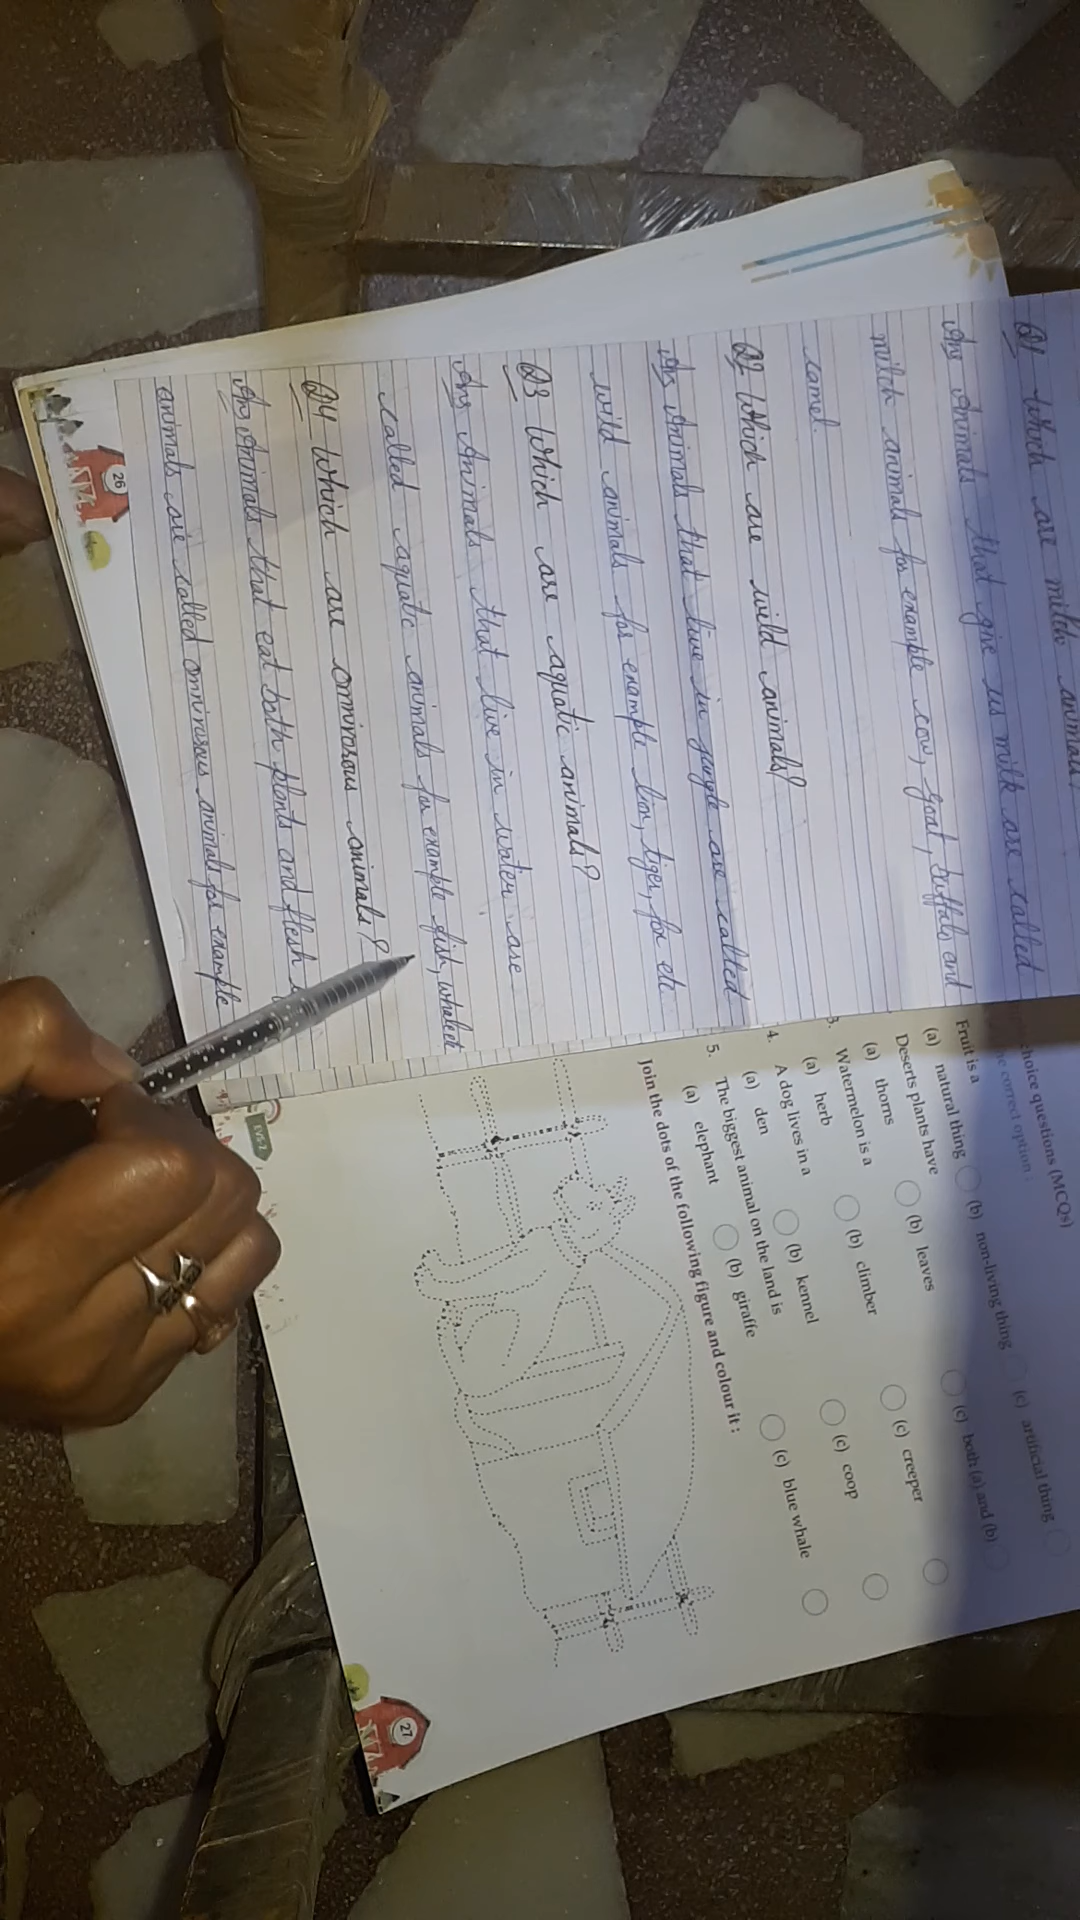 Q1 Which are milch animals?
Ans Animals that give us milk are called
milch animals for example cow, goat, buffalo and
camel.
Q2 Which are wild animals?
Ans Animals that live in jungle are called
wild animals for example lion, tiger, fox etc
Q3 Which are aquatic animals?
Ans Animals that live in water are
called aquatic animals for example fish, whale etc
Q4 Which are omnivorous animals?
Ans Animals that eat both plants and flesh
animals are called omnivorous animals for example
26
choice questions (MCQs)
correct option :
Fruit is a
(a) natural thing (b) non-living thing (c) artificial thing
Deserts plants have
(a) thorns (b) leaves (c) both (a) and (b)
3. Watermelon is a
(a) herb (b) climber (c) creeper
4. A dog lives in a
(a) den (b) kennel (c) coop
5. The biggest animal on the land is
(a) elephant (b) giraffe (c) blue whale
Join the dots of the following figure and colour it :
27